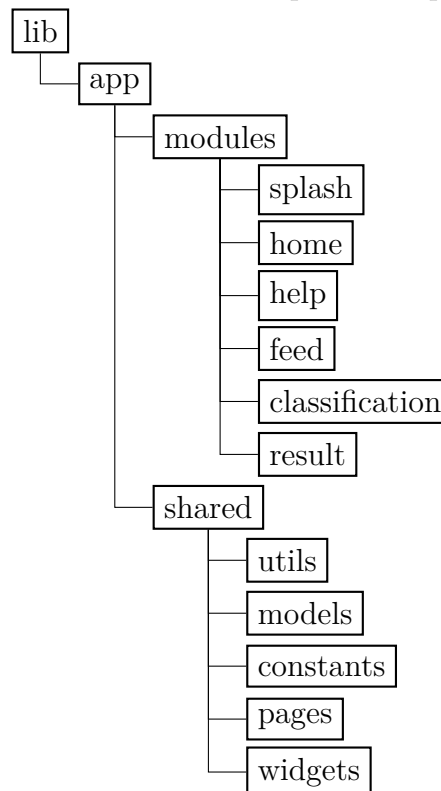 lib
app
modules
splash
home
help
feed
classification
result
shared
utils
models
constants
pages
widgets